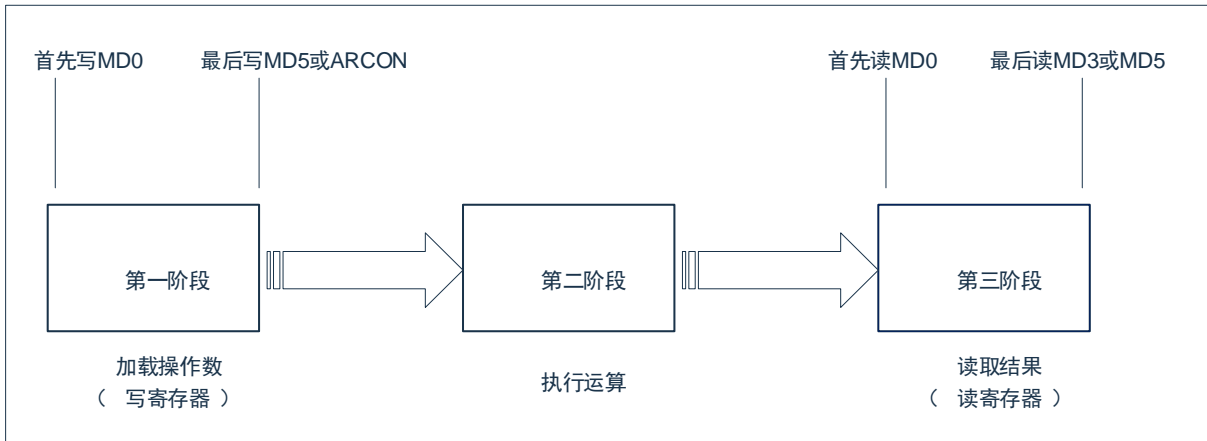 首先写MD0
最后写MD5或ARCON
首先读MD0
最后读MD3或MD5
第一阶段
第二阶段
第三阶段
加载操作数
（ 写寄存器 ）
执行运算
读取结果
（ 读寄存器 ）